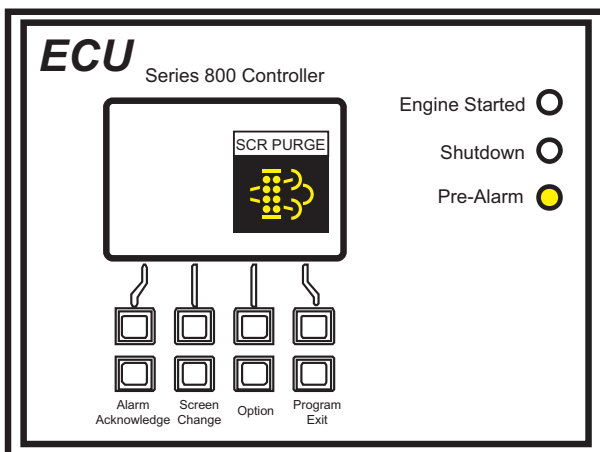 ECU
Series 800 Controller
SCR PURGE
Engine Started
Shutdown
Pre-Alarm
Alarm
Acknowledge
Screen
Change
Option
Program
Exit